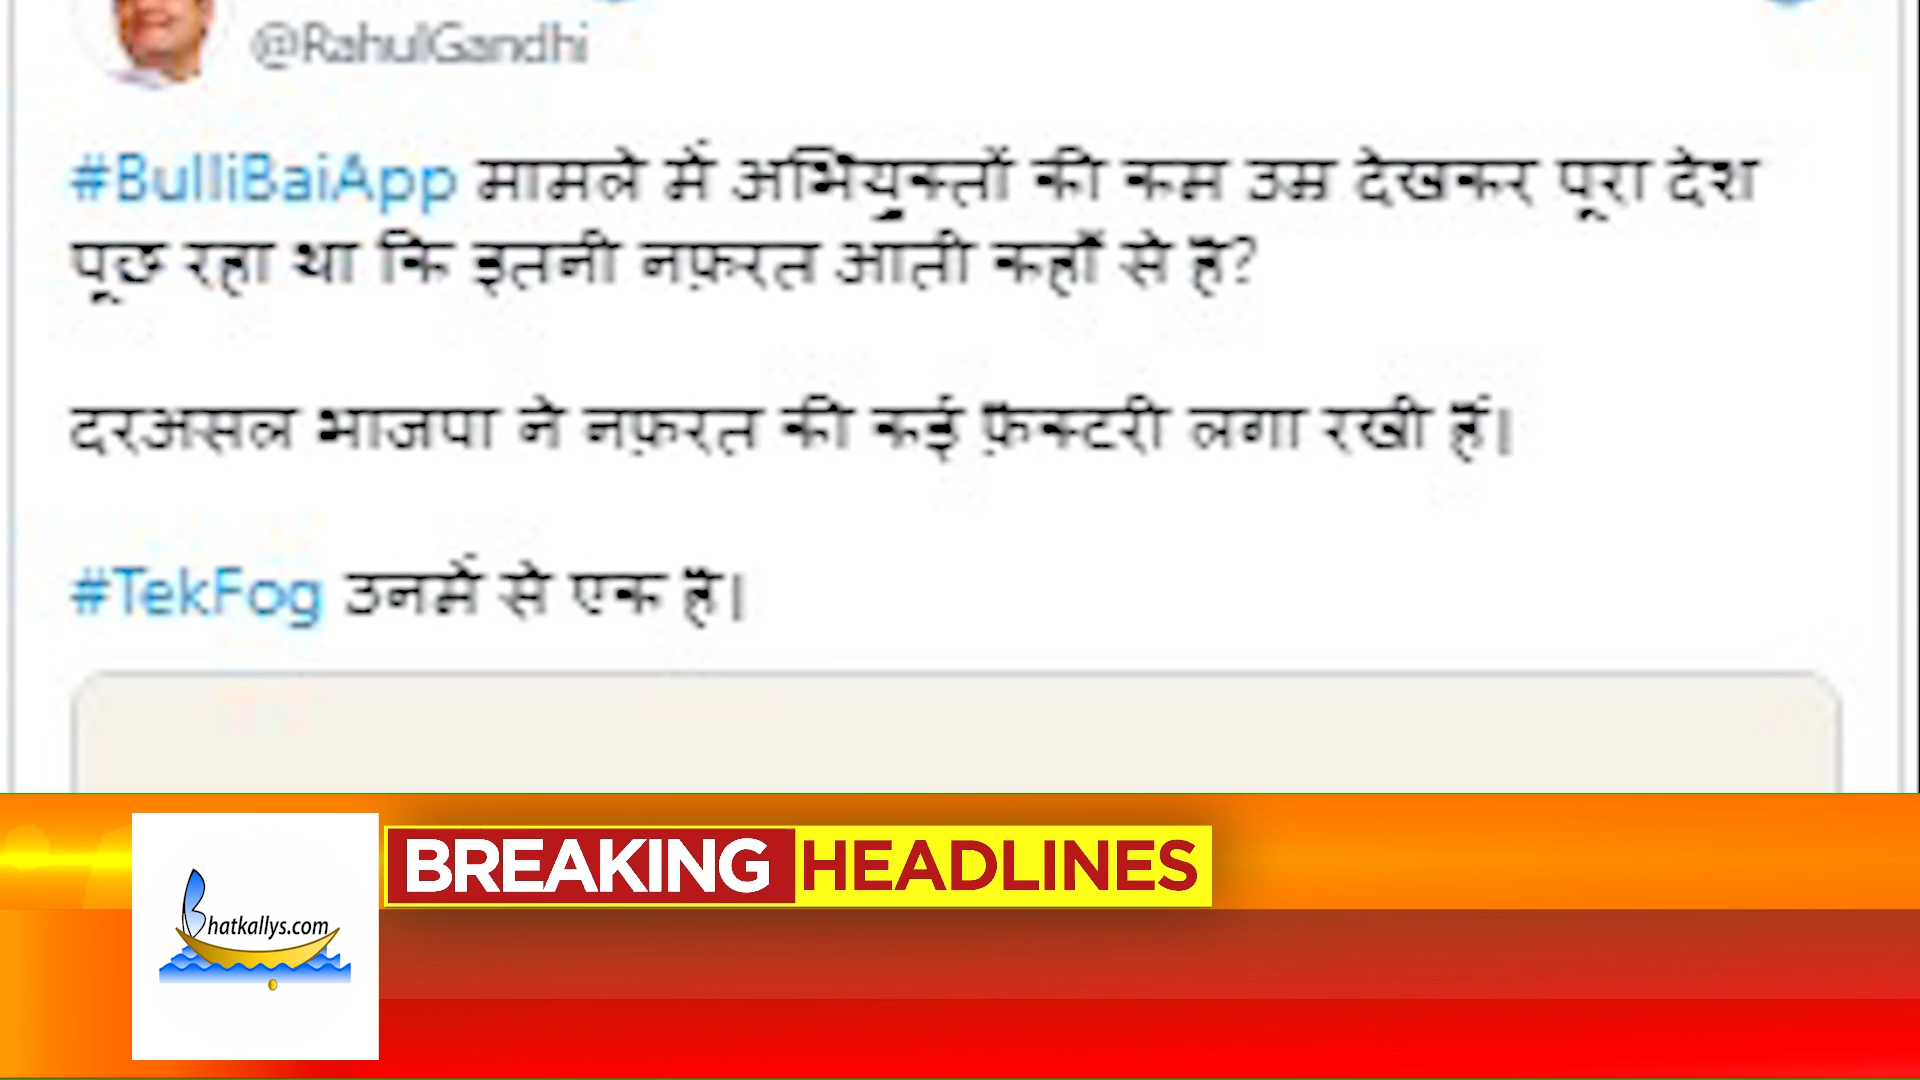 @RahulGandhi
#BulliBaiApp मामले में अभियुक्तों की कम उम्र देखकर पूरा देश
पूछ रहा था कि इतनी नफ़रत आती कहाँ से है?
दरअसल भाजपा ने नफ़रत की कई फ़ैक्टरी लगा रखी हैं।
#TekFog उनमें से एक है।
BREAKING HEADLINES
Bhatkallys.com